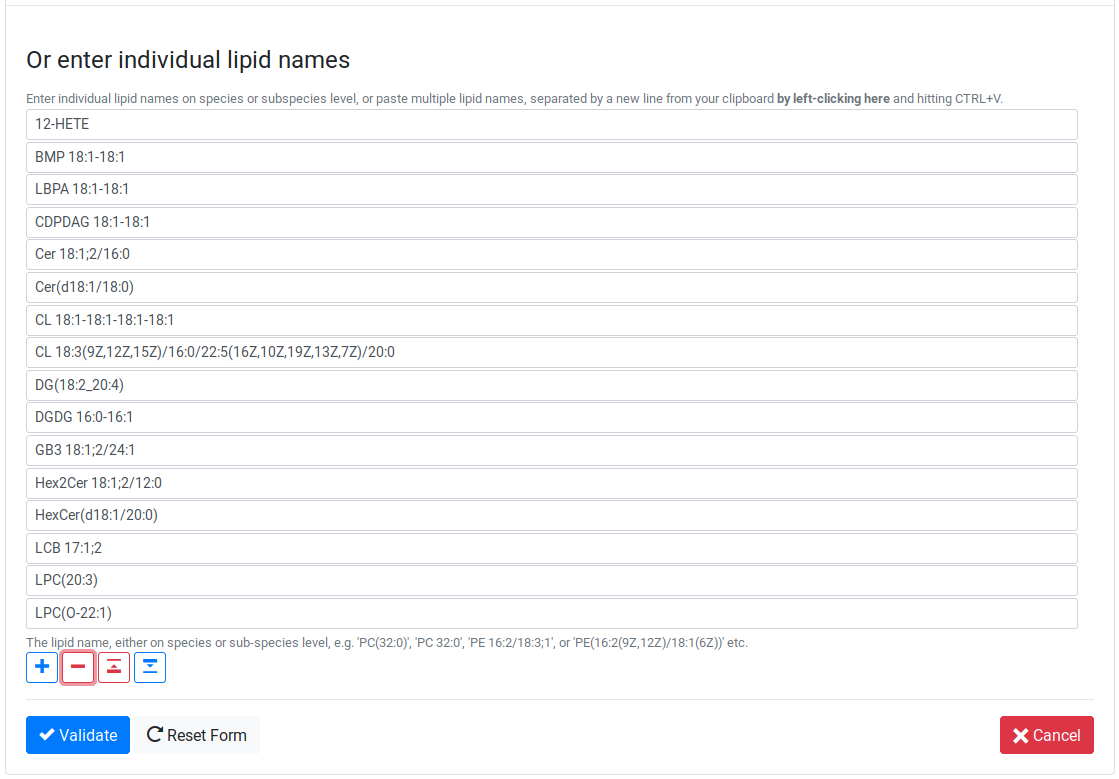 Or enter individual lipid names
Enter individual lipid names on species or subspecies level, or paste multiple lipid names, separated by a new line from your clipboard by left-clicking here and hitting CTRL+V.
12-HETE
BMP 18:1-18:1
LBPA 18:1-18:1
CDPDAG 18:1-18:1
Cer 18:1;2/16:0
Cer(d18:1/18:0)
CL 18:1-18:1-18:1-18:1
CL 18:3(9Z,12Z,15Z)/16:0/22:5(16Z,10Z,19Z,13Z,7Z)/20:0
DG(18:2_20:4)
DGDG 16:0-16:1
GB3 18:1;2/24:1
Hex2Cer 18:1;2/12:0
HexCer(d18:1/20:0)
LCB 17:1;2
LPC(20:3)
LPC(O-22:1)
The lipid name, either on species or sub-species level, e.g. 'PC(32:0)', 'PC 32:0', 'PE 16:2/18:3;1', or 'PE(16:2(9Z,12Z)/18:1(6Z))' etc.
Validate Reset Form Cancel